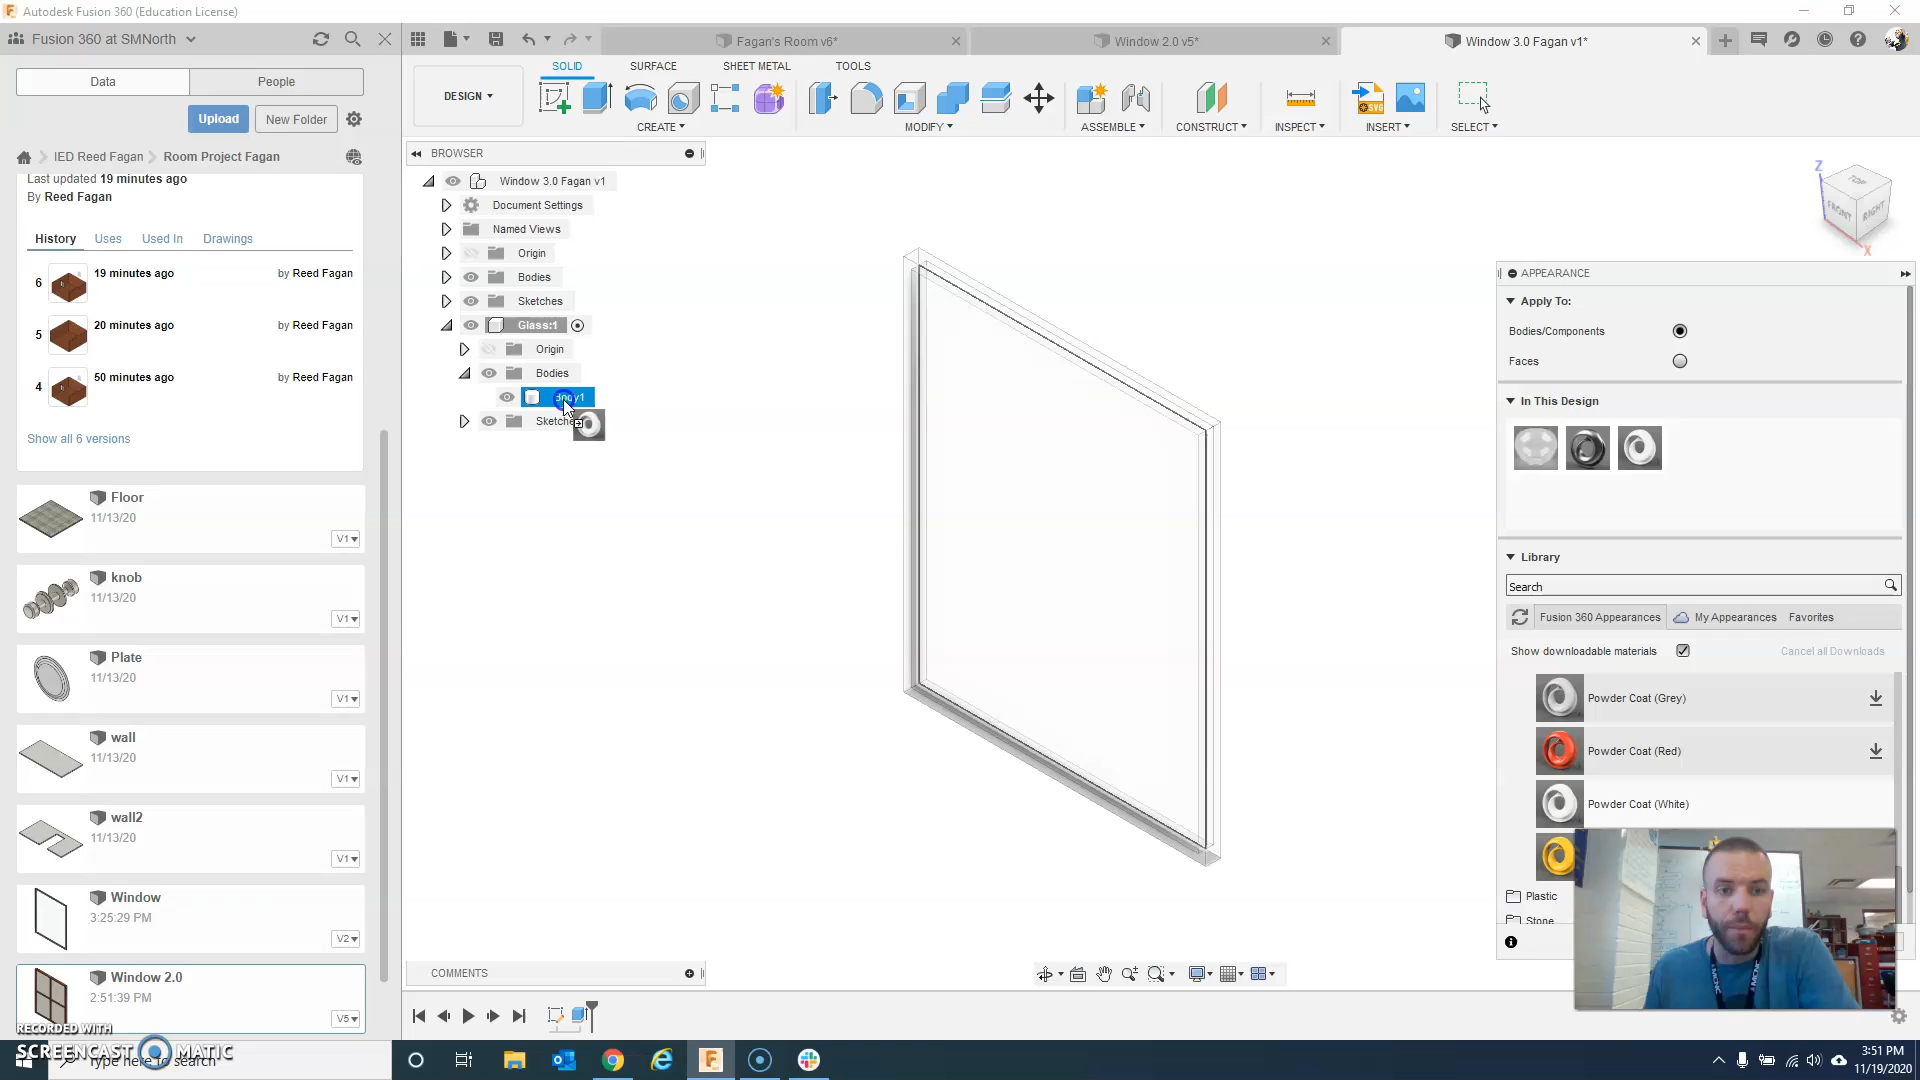 Autodesk Fusion 360 (Education License)
Fusion 360 at SMNorth
Fagan's Room v6*
Window 2.0 v5*
Window 3.0 Fagan v1*
Data
People
Upload
New Folder
IED Reed Fagan
Room Project Fagan
Last updated 19 minutes ago
By Reed Fagan
History
Uses
Used In
Drawings
6
19 minutes ago
by Reed Fagan
5
20 minutes ago
by Reed Fagan
4
50 minutes ago
by Reed Fagan
Show all 6 versions
Floor
11/13/20
V1
knob
11/13/20
V1
Plate
11/13/20
V1
wall
11/13/20
V1
wall2
11/13/20
V1
Window
3:25:29 PM
V2
Window 2.0
2:51:39 PM
V5
SOLID
SURFACE
SHEET METAL
TOOLS
DESIGN
CREATE
MODIFY
ASSEMBLE
CONSTRUCT
INSPECT
INSERT
SELECT
BROWSER
Window 3.0 Fagan v1
Document Settings
Named Views
Origin
Bodies
Sketches
Glass:1
Origin
Bodies
Body1
Sketche
Z
TOP
FRONT
RIGHT
X
APPEARANCE
Apply To:
Bodies/Components
Faces
In This Design
Library
Search
Fusion 360 Appearances
My Appearances
Favorites
Show downloadable materials
Cancel all Downloads
Powder Coat (Grey)
Powder Coat (Red)
Powder Coat (White)
Plastic
Stone
COMMENTS
RECORDED WITH
SCREENCAST MATIC
Type here to search
3:51 PM
11/19/2020